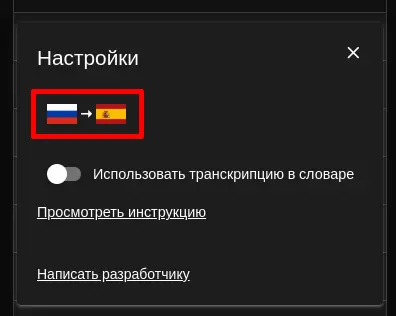 Настройки
Использовать транскрипцию в словаре
Просмотреть инструкцию
Написать разработчику